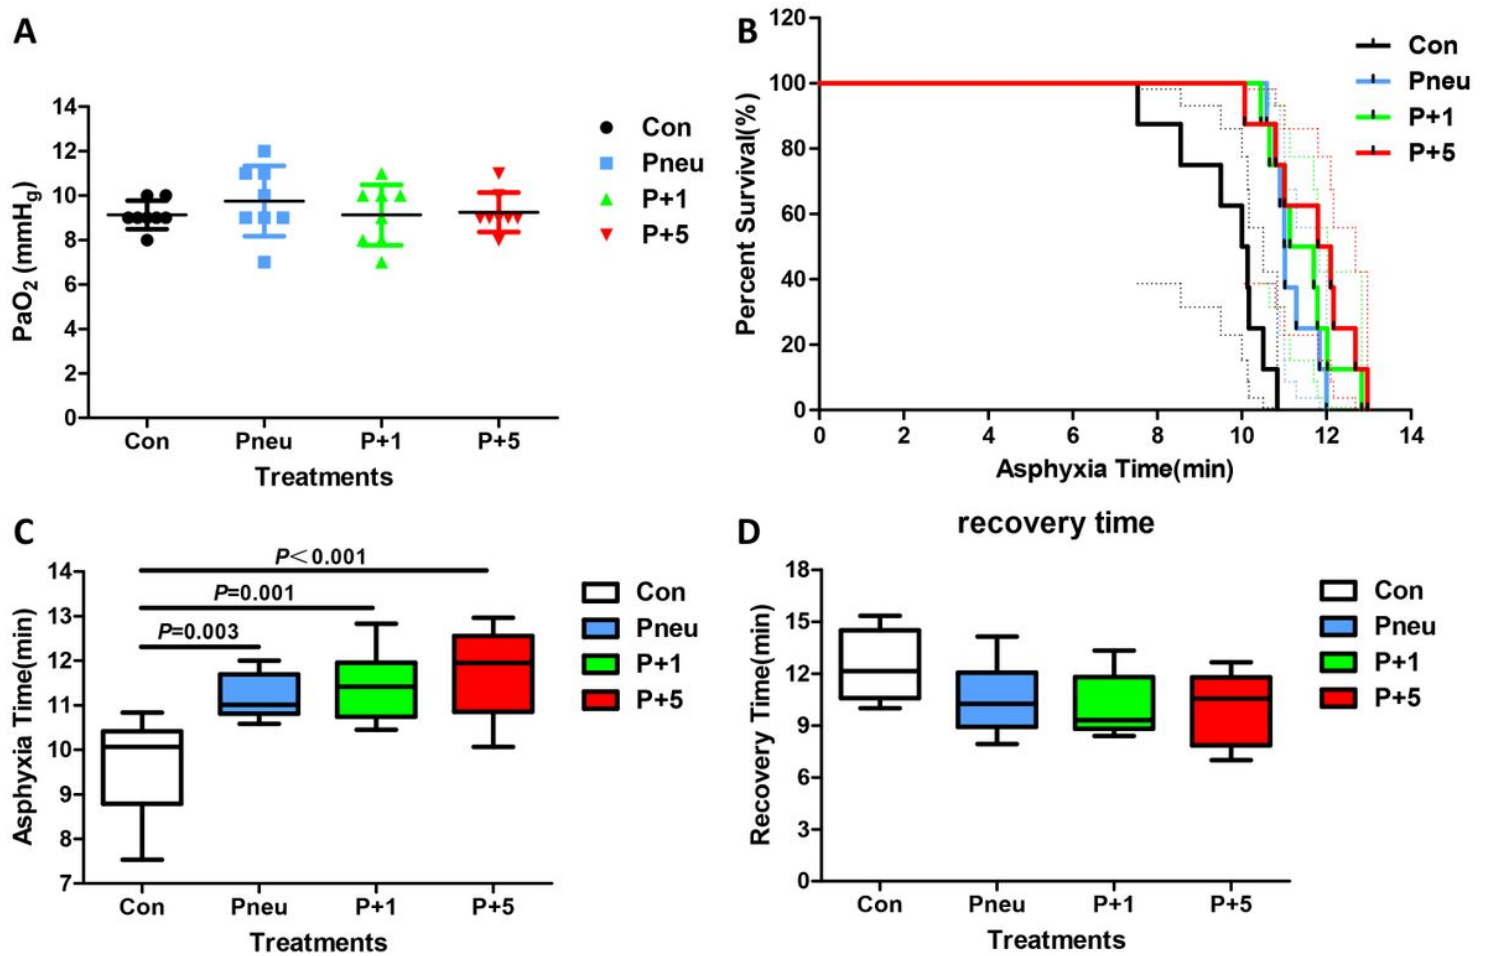 A
14
12
10
8
6
4
2
0
PaO2 (mmHg)
Con
Pneu
P+1
P+5
Treatments
Con
Pneu
P+1
P+5
B
120
100
80
60
40
20
0
Percent Survival(%)
0 2 4 6 8 10 12 14
Asphyxia Time(min)
Con
Pneu
P+1
P+5
C
P<0.001
P=0.001
P=0.003
14
13
12
11
10
9
8
7
Asphyxia Time(min)
Con Pneu P+1 P+5
Treatments
Con
Pneu
P+1
P+5
D
recovery time
18
15
12
9
6
3
0
Recovery Time(min)
Con Pneu P+1 P+5
Treatments
Con
Pneu
P+1
P+5